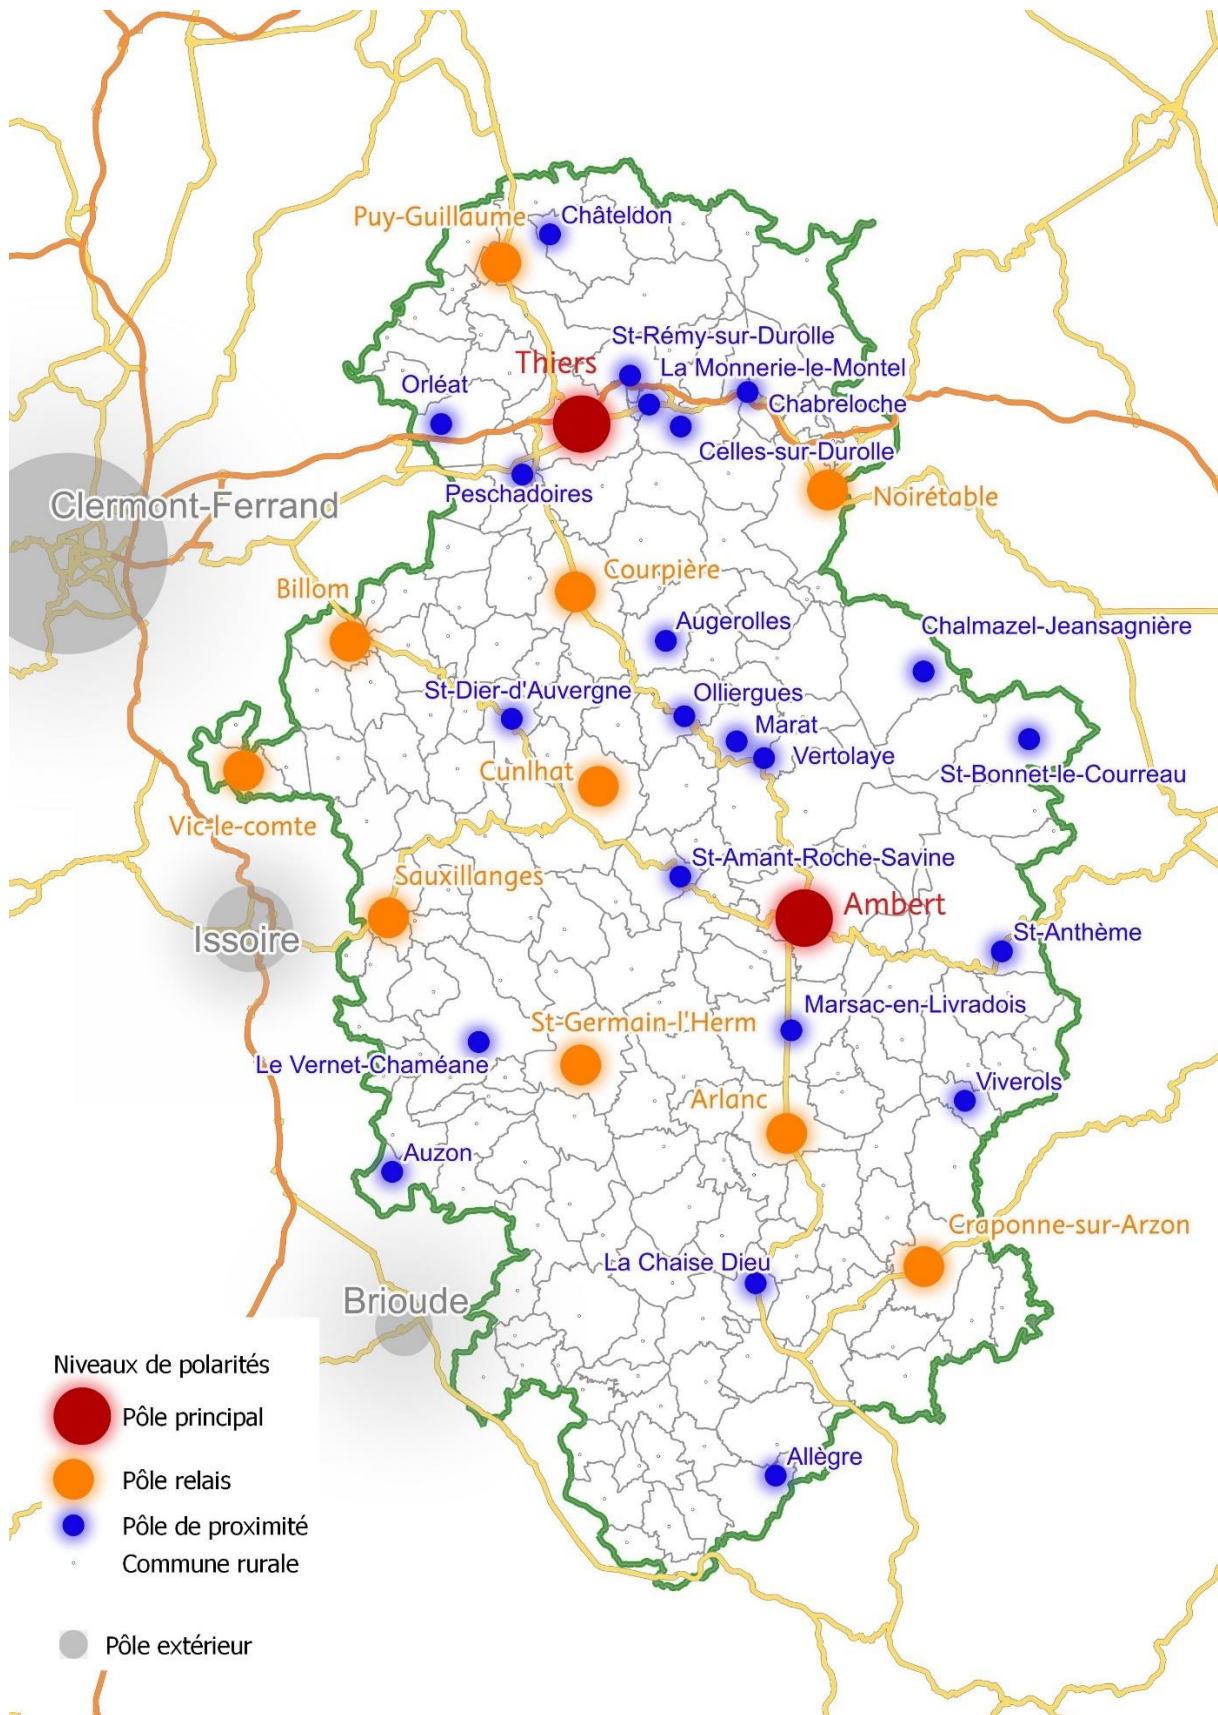 Puy-Guillaume
Châteldon
St-Rémy-sur-Durolle
Thiers
La Monnerie-le-Montel
Orléat
Chabreloche
Celles-sur-Durolle
Peschadoires
Noirétable
Clermont-Ferrand
Courpière
Billom
Augerolles
Chalmazel-Jeansagnière
St-Dier-d'Auvergne
Olliergues
Marat
Vertolaye
Cunlhat
St-Bonnet-le-Courreau
Vic-le-comte
St-Amant-Roche-Savine
Sauxillanges
Ambert
Issoire
St-Anthème
Marsac-en-Livradois
St-Germain-l'Herm
Le Vernet-Chaméane
Viverols
Arlanc
Auzon
Craponne-sur-Arzon
La Chaise Dieu
Brioude
Allègre
Niveaux de polarités
Pôle principal
Pôle relais
Pôle de proximité
Commune rurale
Pôle extérieur